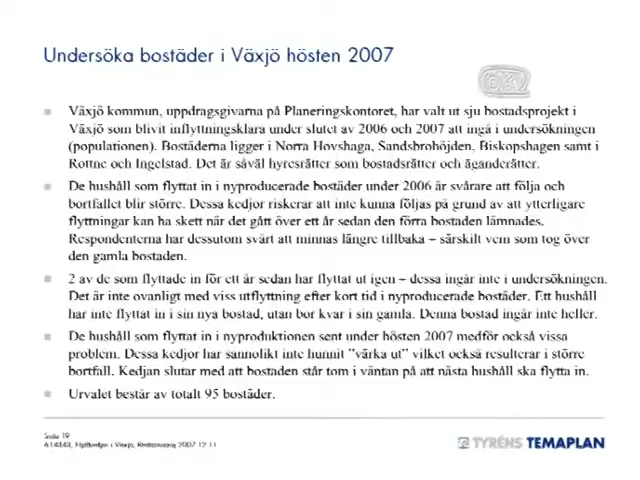 Undersöka bostäder i Växjö hösten 2007
Växjö kommun, uppdragsgivarna på Planeringskontoret, har valt ut sju bostadsprojekt i
Växjö som blivit inflyttningsklara under slutet av 2006 och 2007 att ingå i undersökningen
(populationen). Bostäderna ligger i Norra Hovshaga, Sandsbrohöjden, Biskopshagen samt i
Rottne och Ingelstad. Det är såväl hyresrätter som bostadsrätter och äganderätter.
De hushåll som flyttat in i nyproducerade bostäder under 2006 är svårare att följa och
bortfallet blir större. Dessa kedjor riskerar att inte kunna följas på grund av att ytterligare
flyttningar kan ha skett när det gått över ett år sedan den förra bostaden lämnades.
Respondenterna har dessutom svårt att minnas längre tillbaka – särskilt vem som tog över
den gamla bostaden.
2 av de som flyttade in för ett år sedan har flyttat ut igen – dessa ingår inte i undersökningen.
Det är inte ovanligt med viss utflyttning efter kort tid i nyproducerade bostäder. Ett hushåll
har inte flyttat in i sin nya bostad, utan bor kvar i sin gamla. Denna bostad ingår inte heller.
De hushåll som flyttat in i nyproduktionen sent under hösten 2007 medför också vissa
problem. Dessa kedjor har sannolikt inte hunnit ”värka ut” vilket också resulterar i större
bortfall. Kedjan slutar med att bostaden står tom i väntan på att nästa hushåll ska flytta in.
Urvalet består av totalt 95 bostäder.
Sida 19
Flyttkedjor i Växjö, Redovisning 2007-12-11
TYRÉNS TEMAPLAN